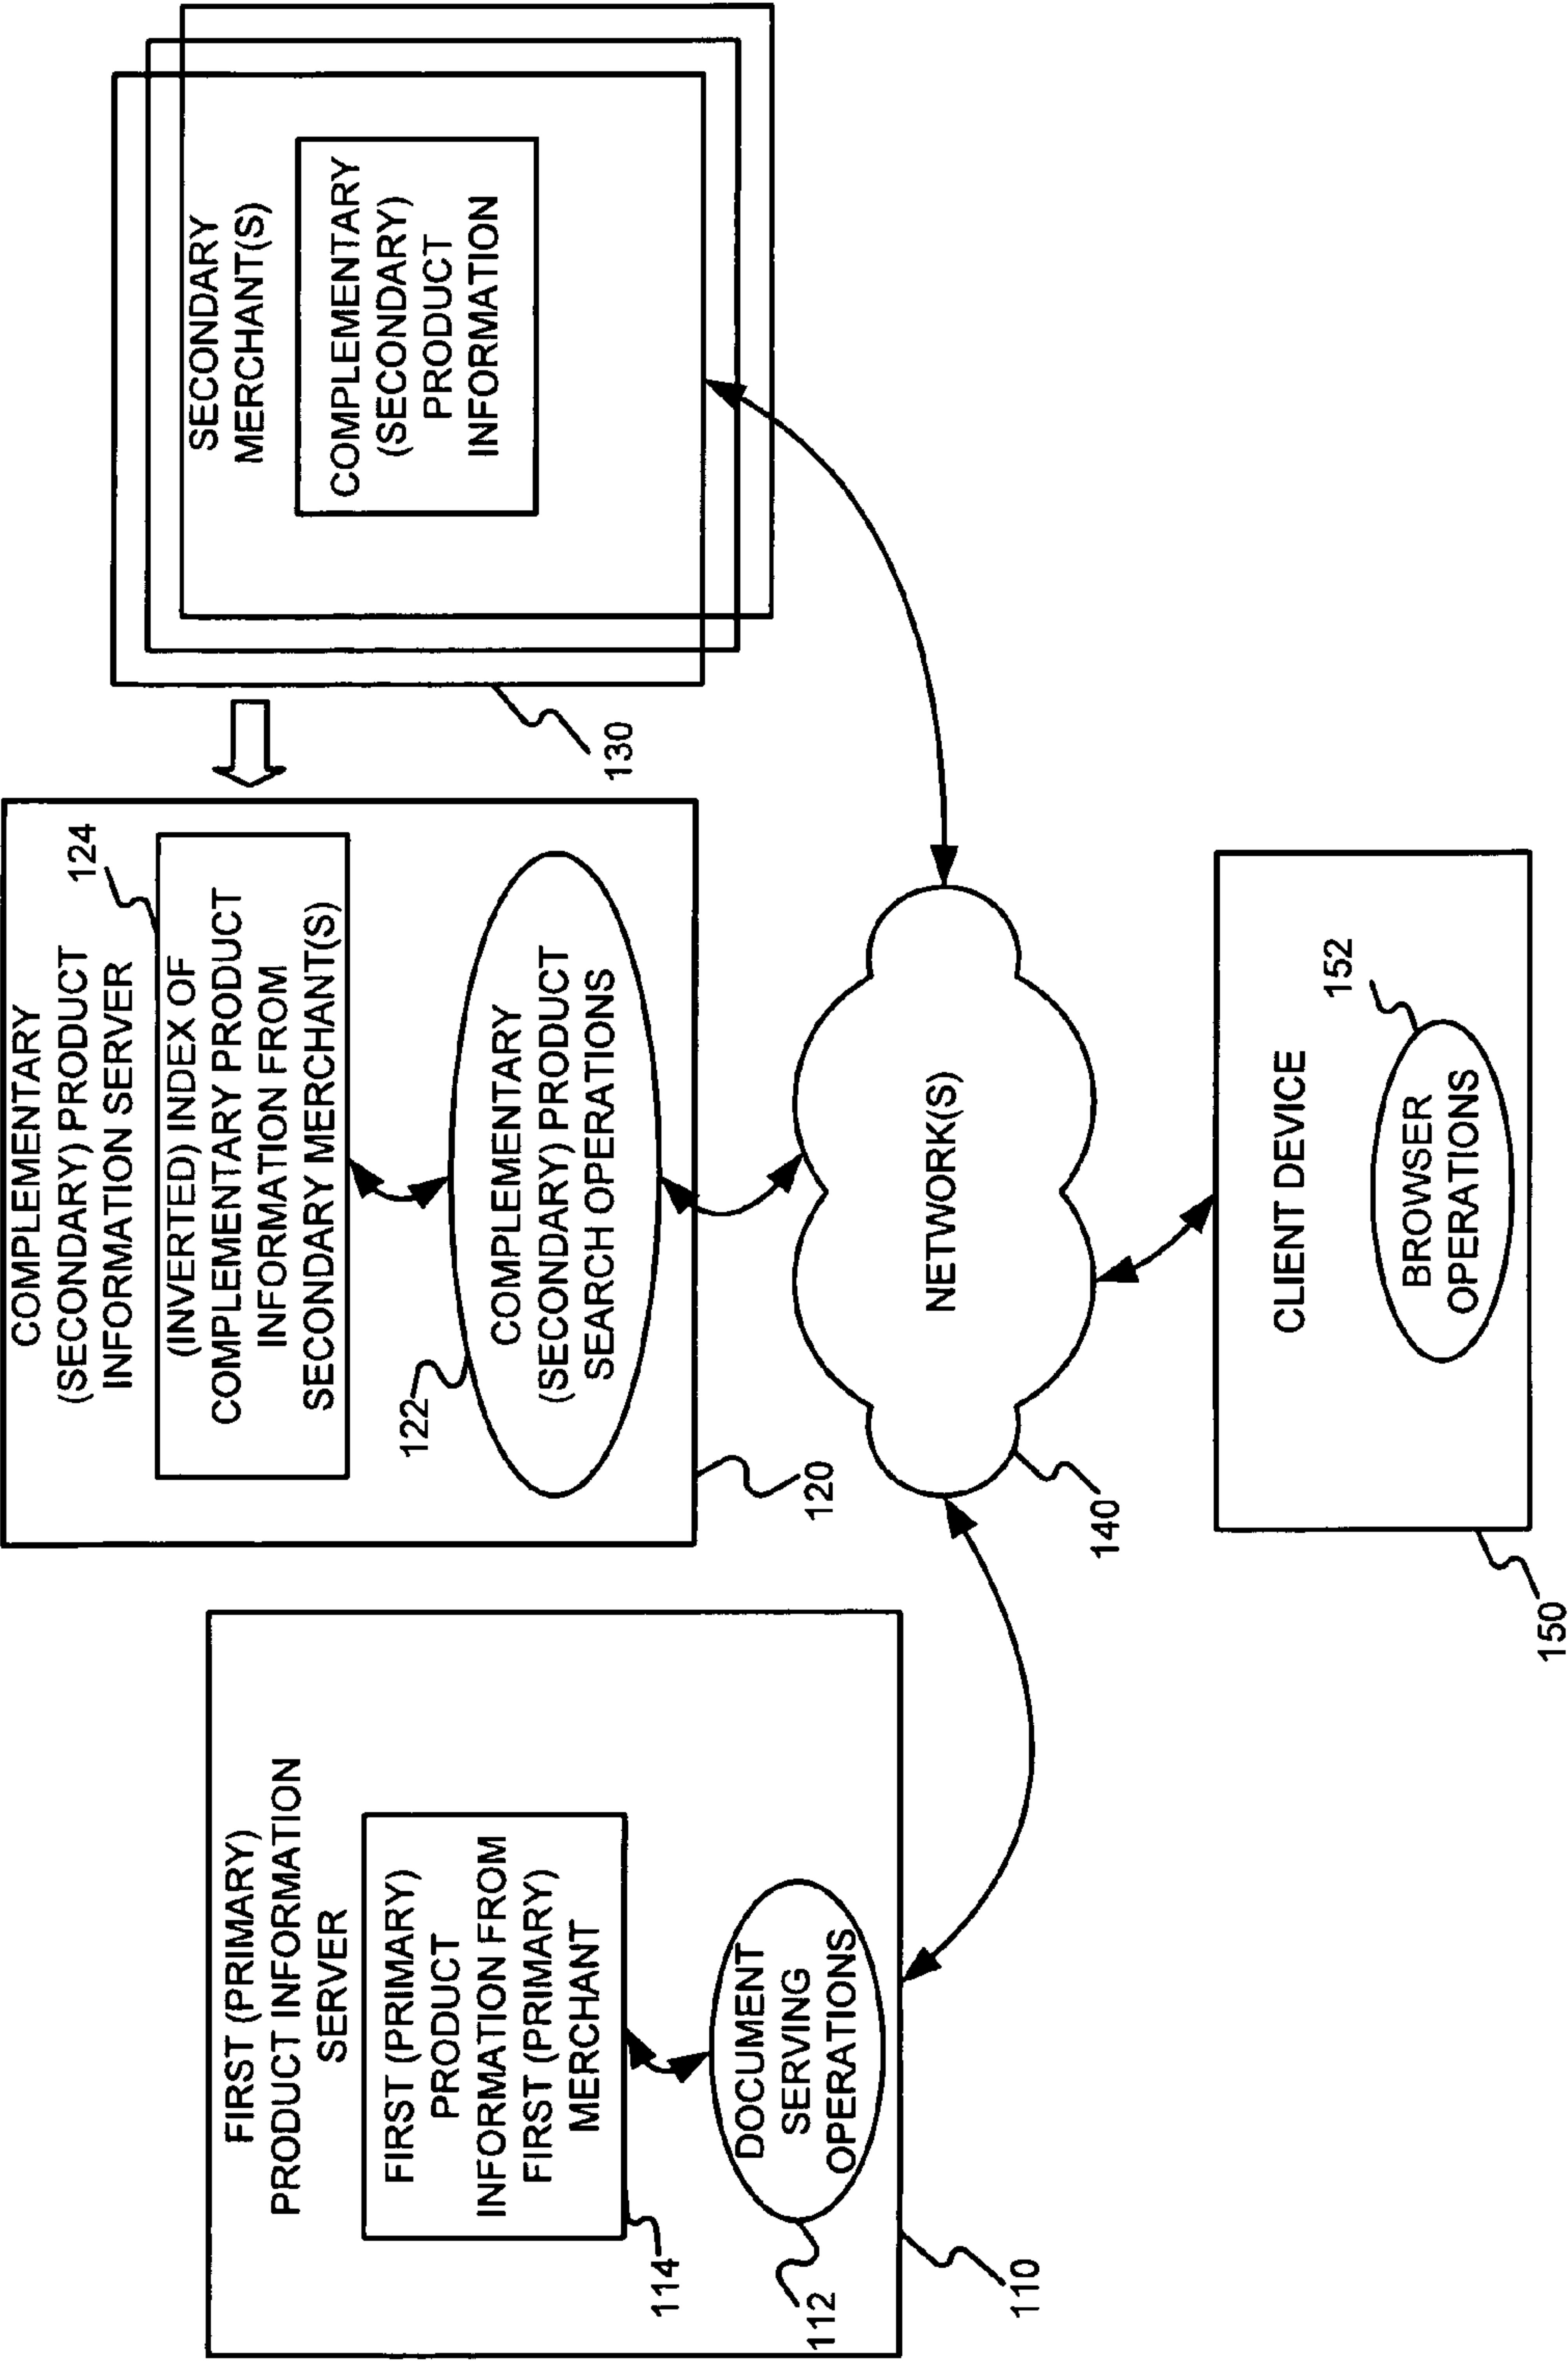 FIRST (PRIMARY)
PRODUCT INFORMATION
SERVER
FIRST (PRIMARY)
PRODUCT
INFORMATION FROM
FIRST (PRIMARY)
MERCHANT
114
DOCUMENT
SERVING
OPERATIONS
112
110
COMPLEMENTARY
(SECONDARY) PRODUCT
INFORMATION SERVER
124
(INVERTED) INDEX OF
COMPLEMENTARY PRODUCT
INFORMATION FROM
SECONDARY MERCHANT(S)
122
COMPLEMENTARY
(SECONDARY) PRODUCT
SEARCH OPERATIONS
120
SECONDARY
MERCHANT(S)
COMPLEMENTARY
(SECONDARY)
PRODUCT
INFORMATION
130
NETWORK(S)
140
CLIENT DEVICE
152
BROWSER
OPERATIONS
150